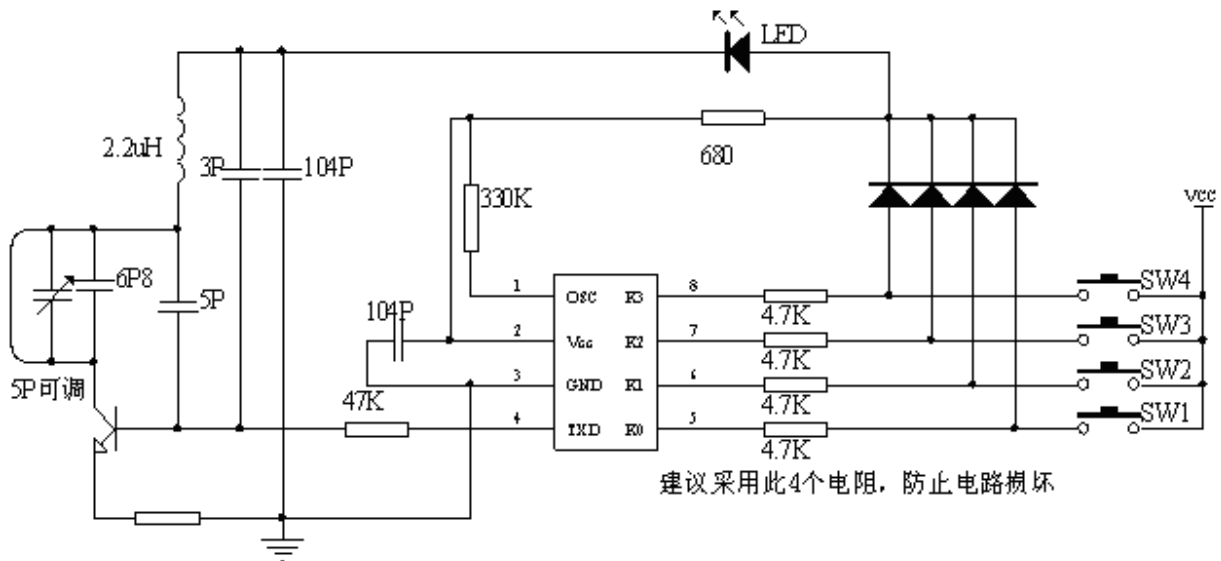 LED
2.2uH
3P
104P
680
330K
vcc
6P8
5P
1
OSC
K3
8
SW4
4.7K
104P
2
Vcc
K2
7
SW3
4.7K
5P可调
3
GND
K1
6
SW2
4.7K
47K
4
TXD
K0
5
SW1
4.7K
建议采用此4个电阻，防止电路损坏